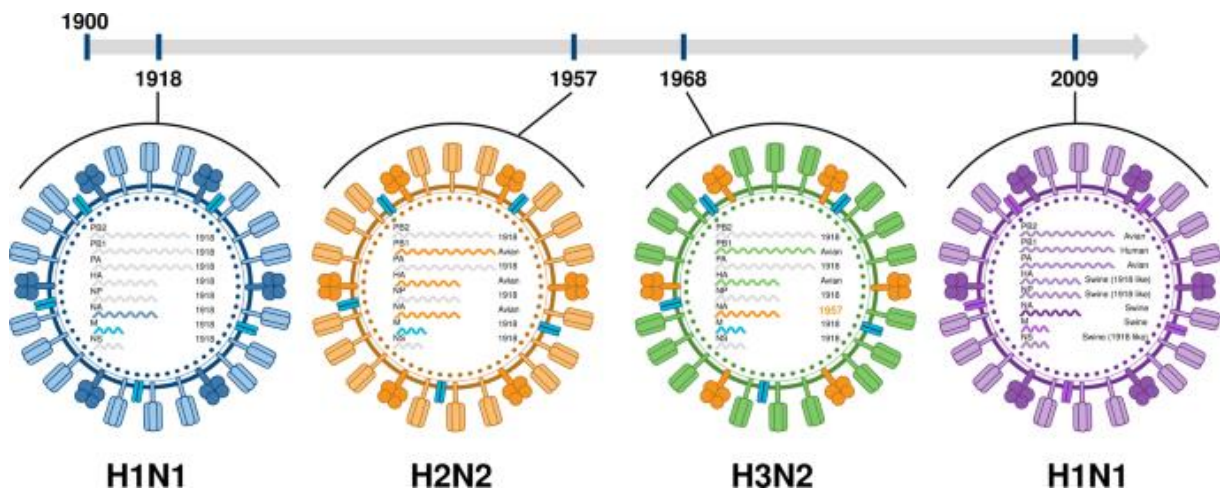 1900
1918
1957
1968
2009
PB2
1918
PB1
1918
PA
1918
HA
1918
NP
1918
NA
1918
M
1918
NS
1918
PB2
1918
PB1
Avian
PA
1918
HA
Avian
NP
1918
NA
Avian
M
1918
NS
1918
PB2
1918
PB1
Avian
PA
1918
HA
Avian
NP
1918
NA
1957
M
1918
NS
1918
PB2
Avian
PB1
Human
PA
Avian
HA
Swine (1918 like)
NP
Swine (1918 like)
NA
Swine
M
Swine
NS
Swine (1918 like)
H1N1
H2N2
H3N2
H1N1